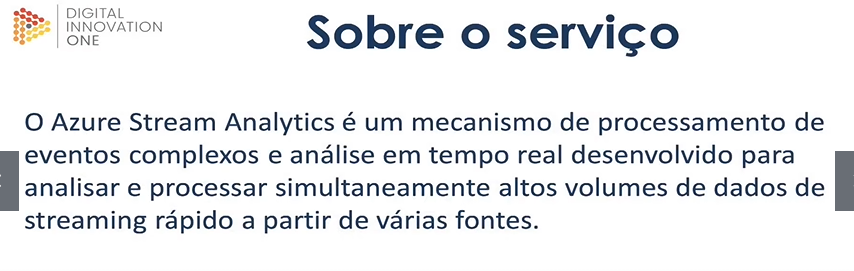 DIGITAL
INNOVATION
ONE
Sobre o serviço
O Azure Stream Analytics é um mecanismo de processamento de
eventos complexos e análise em tempo real desenvolvido para
analisar e processar simultaneamente altos volumes de dados de
streaming rápido a partir de várias fontes.